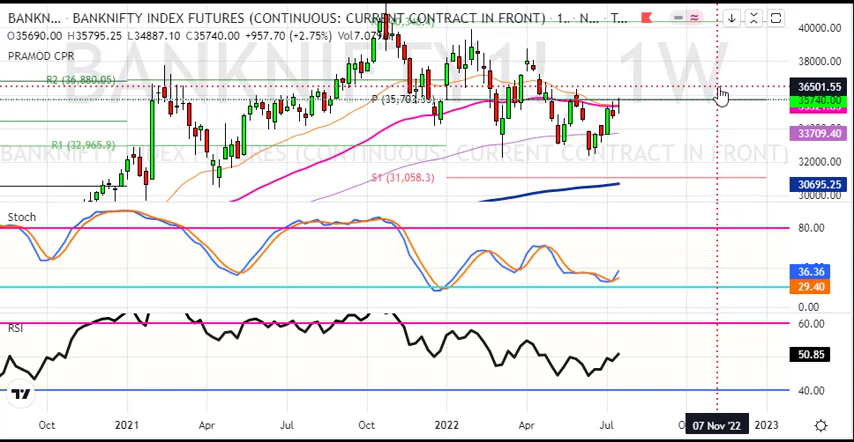 BANKN... BANKNIFTY INDEX FUTURES (CONTINUOUS: CURRENT CONTRACT IN FRONT) 1... N... T...
O35690.00 H35795.25 L34887.10 C35740.00 +957.70 (+2.75%)
PRAMOD CPR
BANKNIFTY1!, 1W
R2 (36,880.05)
P (35,703.35)
R1 (32,965.9)
S1 (31,058.3)
40000.00
38000.00
36501.55
35740.00
33709.40
32000.00
30695.25
30000.00
Stoch
80.00
36.36
29.40
0.00
RSI
60.00
50.85
40.00
Oct 2021 Apr Jul Oct 2022 Apr Jul 07 Nov '22 2023